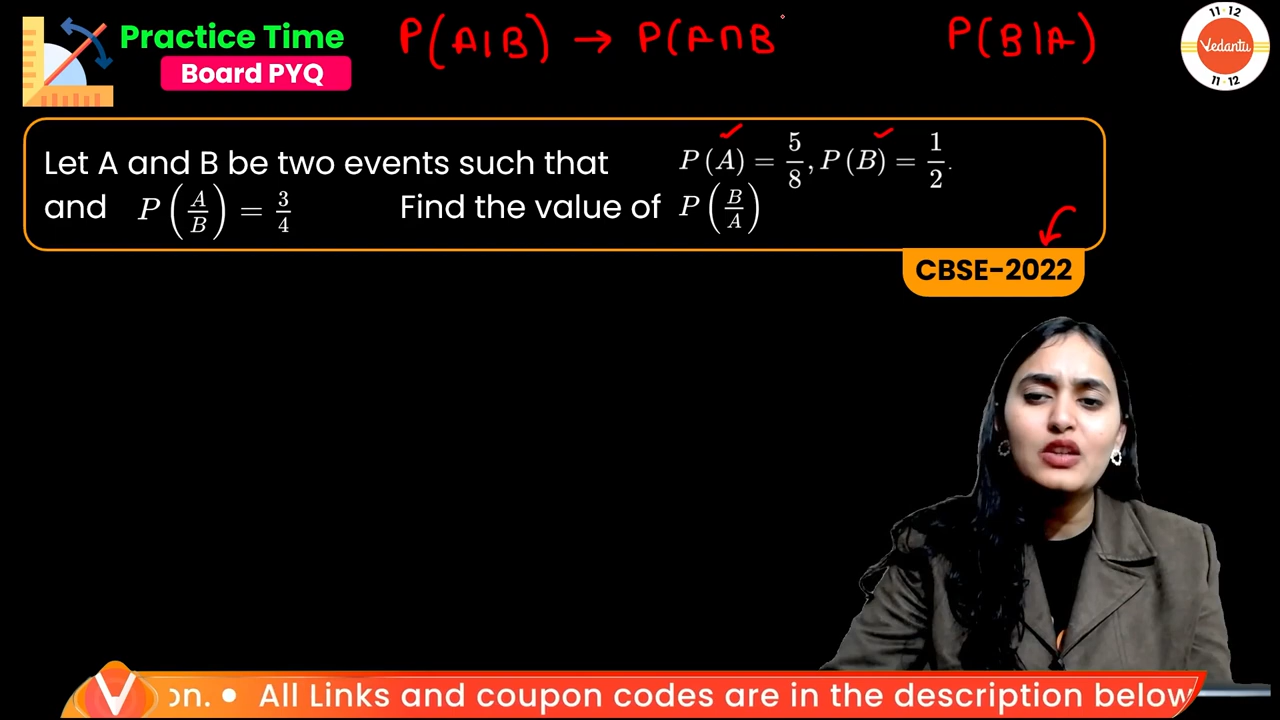 Practice Time
Board PYQ
P(A|B) → P(A∩B
P(B|A)
11·12
Vedantu
11·12
Let A and B be two events such that P(A) = 5/8, P(B) = 1/2.
and P(A/B) = 3/4 Find the value of P(B/A)
CBSE-2022
on. • All Links and coupon codes are in the description below